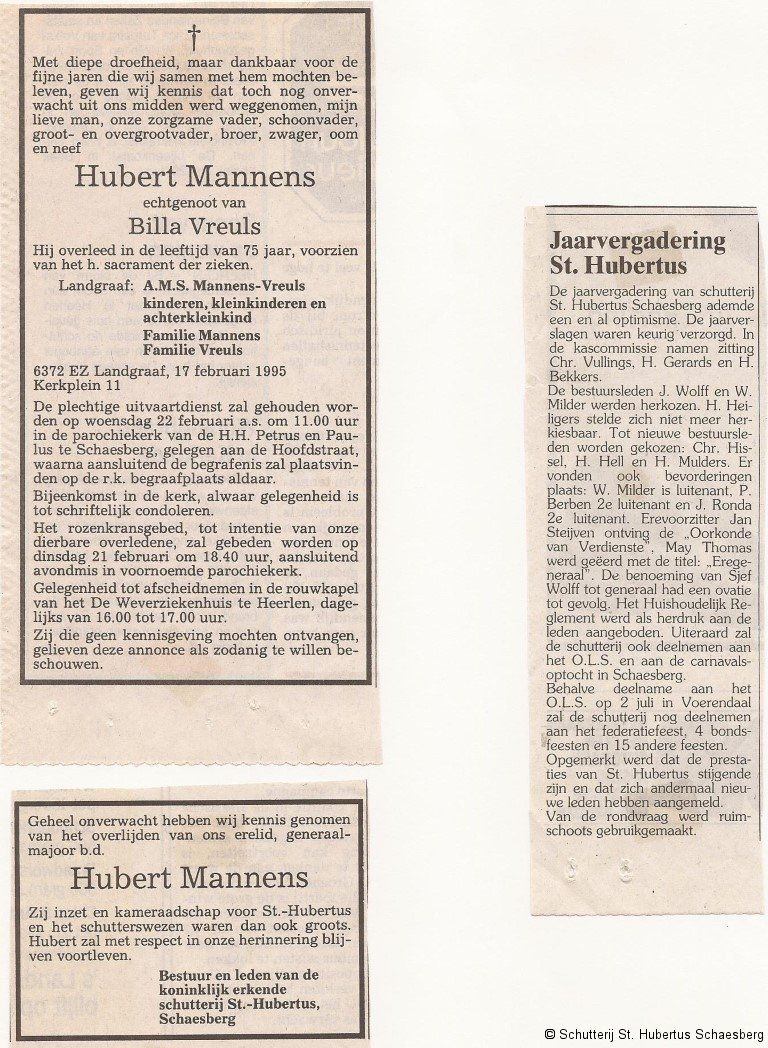 †
Met diepe droefheid, maar dankbaar voor de
fijne jaren die wij samen met hem mochten be-
leven, geven wij kennis dat toch nog onver-
wacht uit ons midden werd weggenomen, mijn
lieve man, onze zorgzame vader, schoonvader,
groot- en overgrootvader, broer, zwager, oom
en neef
Hubert Mannens
echtgenoot van
Billa Vreuls
Hij overleed in de leeftijd van 75 jaar, voorzien
van het h. sacrament der zieken.
Landgraaf: A.M.S. Mannens-Vreuls
kinderen, kleinkinderen en
achterkleinkind
Familie Mannens
Familie Vreuls
6372 EZ Landgraaf, 17 februari 1995
Kerkplein 11
De plechtige uitvaartdienst zal gehouden wor-
den op woensdag 22 februari a.s. om 11.00 uur
in de parochiekerk van de H.H. Petrus en Pau-
lus te Schaesberg, gelegen aan de Hoofdstraat,
waarna aansluitend de begrafenis zal plaatsvin-
den op de r.k. begraafplaats aldaar.
Bijeenkomst in de kerk, alwaar gelegenheid is
tot schriftelijk condoleren.
Het rozenkransgebed, tot intentie van onze
dierbare overledene, zal gebeden worden op
dinsdag 21 februari om 18.40 uur, aansluitend
avondmis in voornoemde parochiekerk.
Gelegenheid tot afscheidnemen in de rouwkapel
van het De Weverziekenhuis te Heerlen, dage-
lijks van 16.00 tot 17.00 uur.
Zij die geen kennisgeving mochten ontvangen,
gelieven deze annonce als zodanig te willen be-
schouwen.
Geheel onverwacht hebben wij kennis genomen
van het overlijden van ons erelid, generaal-
majoor b.d.
Hubert Mannens
Zij inzet en kameraadschap voor St.-Hubertus
en het schutterswezen waren dan ook groots.
Hubert zal met respect in onze herinnering blij-
ven voortleven.
Bestuur en leden van de
koninklijk erkende
schutterij St.-Hubertus,
Schaesberg
Jaarvergadering
St. Hubertus
De jaarvergadering van schutterij
St. Hubertus Schaesberg ademde
een en al optimisme. De jaarver-
slagen waren keurig verzorgd. In
de kascommissie namen zitting
Chr. Vullings, H. Gerards en H.
Bekkers.
De bestuursleden J. Wolff en W.
Milder werden herkozen. H. Hei-
ligers stelde zich niet meer her-
kiesbaar. Tot nieuwe bestuursle-
den worden gekozen: Chr. His-
sel, H. Hell en H. Mulders. Er
vonden ook bevorderingen
plaats: W. Milder is luitenant, P.
Berben 2e luitenant en J. Ronda
2e luitenant. Erevoorzitter Jan
Steijven ontving de „Oorkonde
van Verdienste", May Thomas
werd geëerd met de titel: „Erege-
neraal". De benoeming van Sjef
Wolff tot generaal had een ovatie
tot gevolg. Het Huishoudelijk Re-
glement werd als herdruk aan de
leden aangeboden. Uiteraard zal
de schutterij ook deelnemen aan
het O.L.S. en aan de carnavals-
optocht in Schaesberg.
Behalve deelname aan het
O.L.S. op 2 juli in Voerendaal
zal de schutterij nog deelnemen
aan het federatiefeest, 4 bonds-
feesten en 15 andere feesten.
Opgemerkt werd dat de presta-
ties van St. Hubertus stijgende
zijn en dat zich andermaal nieu-
we leden hebben aangemeld.
Van de rondvraag werd ruim-
schoots gebruikgemaakt.
© Schutterij St. Hubertus Schaesberg